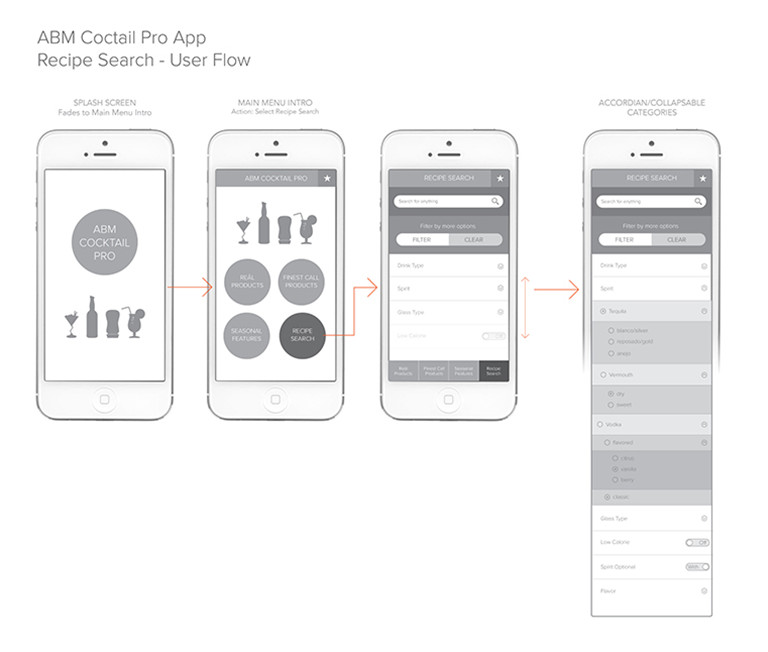 ABM Coctail Pro App
Recipe Search - User Flow
SPLASH SCREEN
Fades to Main Menu Intro
ABM
COCKTAIL
PRO
MAIN MENU INTRO
Action: Select Recipe Search
ABM COCKTAIL PRO
REÀL
PRODUCTS
FINEST CALL
PRODUCTS
SEASONAL
FEATURES
RECIPE
SEARCH
RECIPE SEARCH
Search for anything
Filter by more options
FILTER
CLEAR
Drink Type
Spirit
Glass Type
Low Calorie
Off
Reàl
Products
Finest Call
Products
Seasonal
Features
Recipe
Search
ACCORDIAN/COLLAPSABLE
CATEGORIES
RECIPE SEARCH
Search for anything
Filter by more options
FILTER
CLEAR
Drink Type
Spirit
Tequila
blanco/silver
reposado/gold
anejo
Vermouth
dry
sweet
Vodka
flavored
citrus
vanilla
berry
classic
Glass Type
Low Calorie
Off
Spirit Optional
With
Flavor